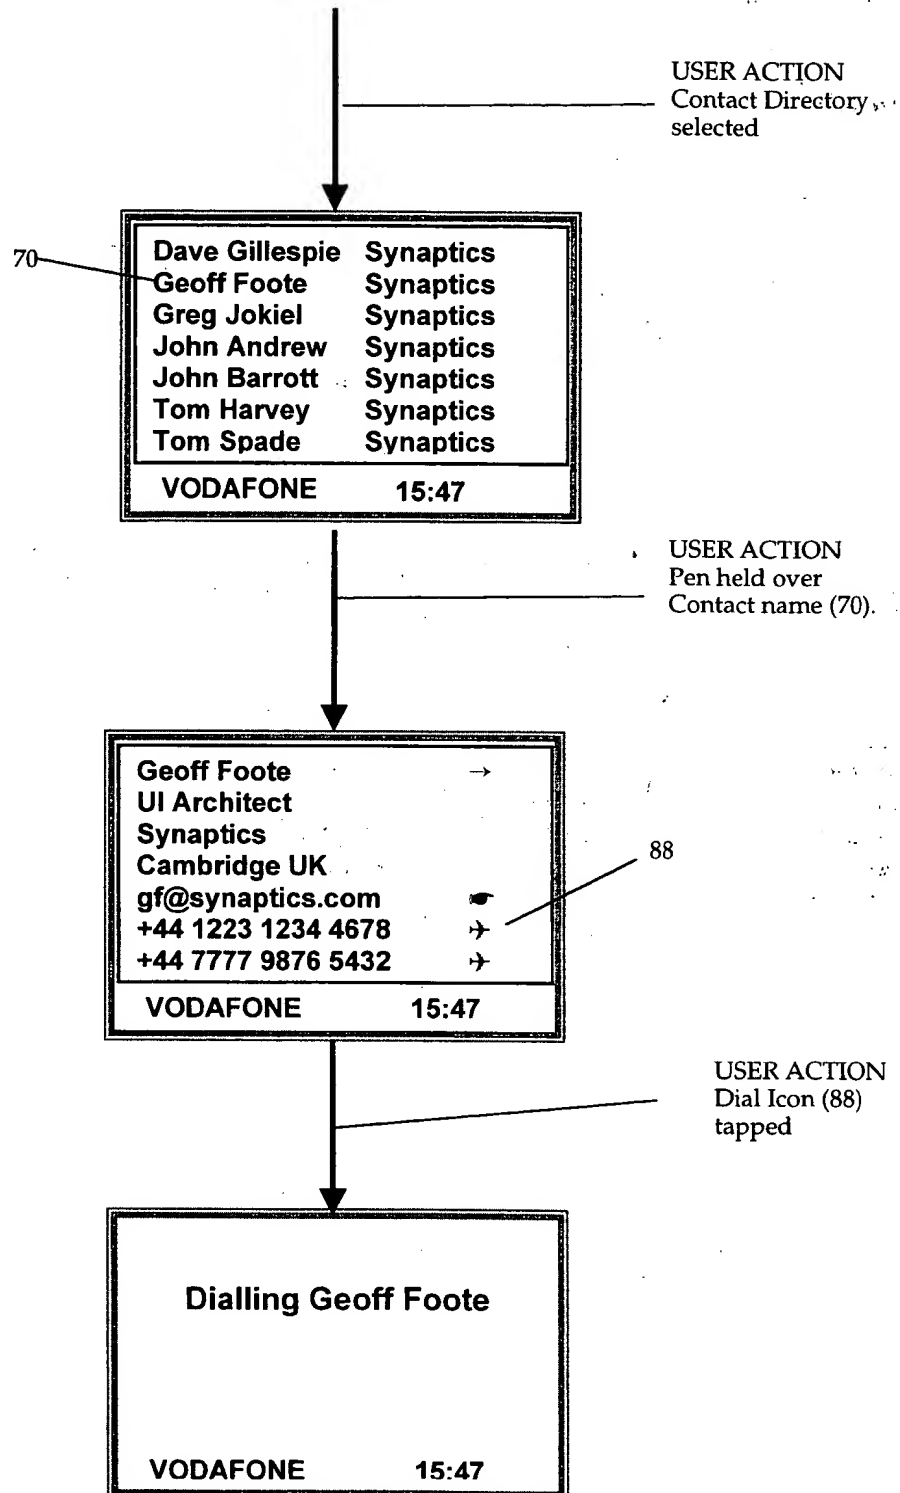 USER ACTION
Contact Directory
selected
70
Dave Gillespie Synaptics
Geoff Foote Synaptics
Greg Jokiel Synaptics
John Andrew Synaptics
John Barrott Synaptics
Tom Harvey Synaptics
Tom Spade Synaptics
VODAFONE 15:47
USER ACTION
Pen held over
Contact name (70).
Geoff Foote →
UI Architect
Synaptics
Cambridge UK
gf@synaptics.com
+44 1223 1234 4678
+44 7777 9876 5432
88
VODAFONE 15:47
USER ACTION
Dial Icon (88)
tapped
Dialling Geoff Foote
VODAFONE 15:47